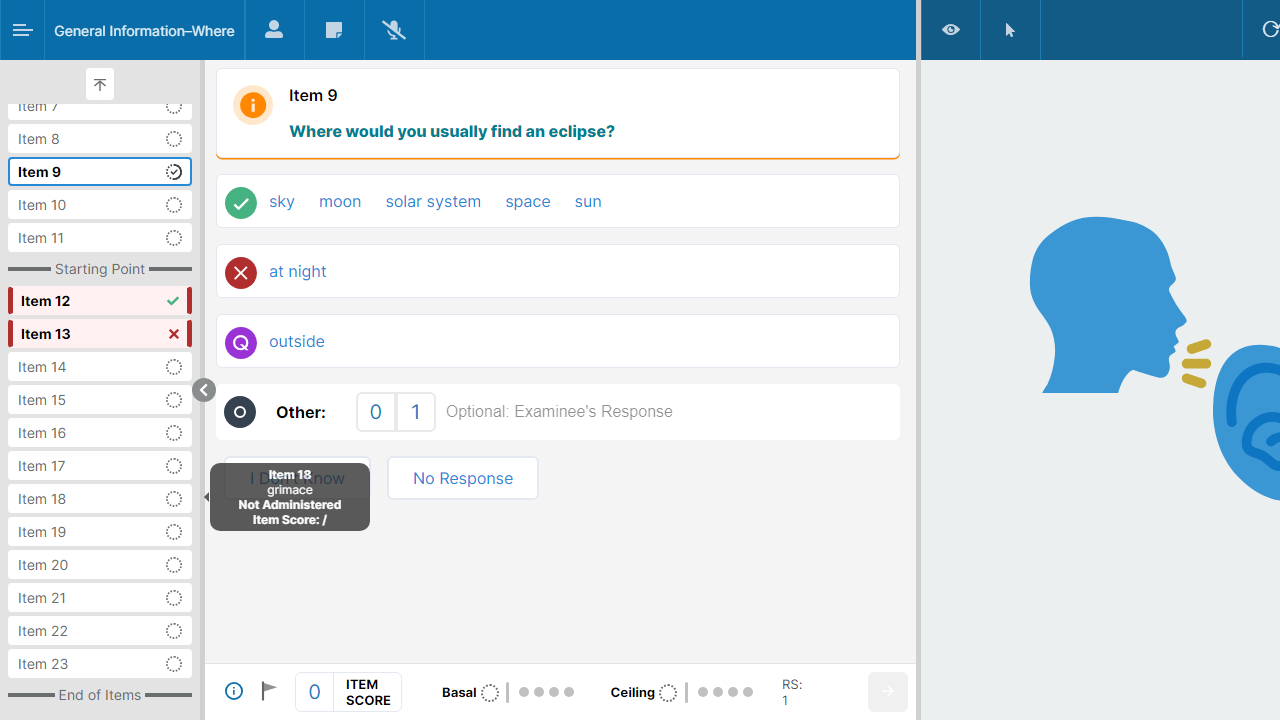 General Information–Where
Item 7
Item 8
Item 9
Item 10
Item 11
Starting Point
Item 12
Item 13
Item 14
Item 15
Item 16
Item 17
Item 18
Item 19
Item 20
Item 21
Item 22
Item 23
End of Items
Item 9
Where would you usually find an eclipse?
sky moon solar system space sun
at night
Q outside
Other: 0 1 Optional: Examinee's Response
I Don't Know No Response
Item 18
grimace
Not Administered
Item Score: /
0 ITEM SCORE
Basal Ceiling
RS:
1